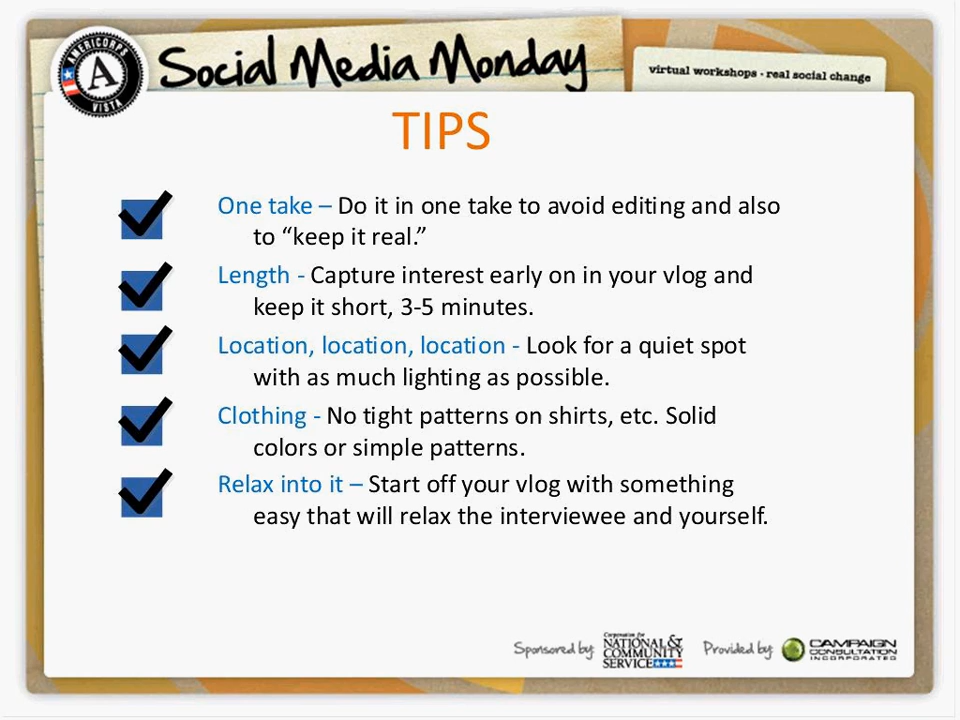 AMERICORPS
A
VISTA
Social Media Monday
virtual workshops · real social change
TIPS
One take – Do it in one take to avoid editing and also
to “keep it real.”
Length - Capture interest early on in your vlog and
keep it short, 3-5 minutes.
Location, location, location - Look for a quiet spot
with as much lighting as possible.
Clothing - No tight patterns on shirts, etc. Solid
colors or simple patterns.
Relax into it – Start off your vlog with something
easy that will relax the interviewee and yourself.
Sponsored by:
Corporation for
NATIONAL &
COMMUNITY
SERVICE
Provided by:
CAMPAIGN
CONSULTATION
INCORPORATED